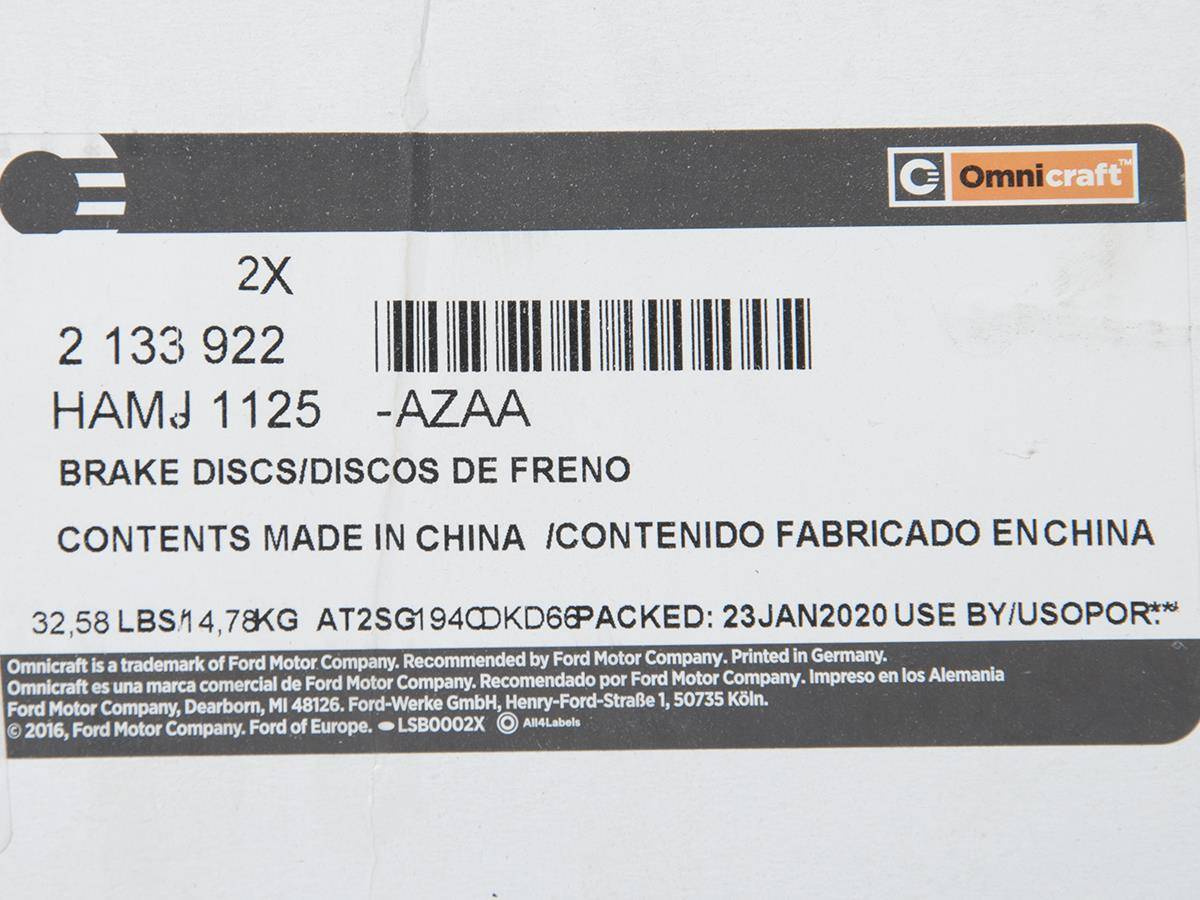 Omnicraft™
2X
2 133 922
HAMJ 1125 -AZAA
BRAKE DISCS/DISCOS DE FRENO
CONTENTS MADE IN CHINA /CONTENIDO FABRICADO EN CHINA
32,58 LBS/14,78KG AT2SG194CDKD66PACKED: 23JAN2020 USE BY/USOPOR:**
Omnicraft is a trademark of Ford Motor Company. Recommended by Ford Motor Company. Printed in Germany.
Omnicraft es una marca comercial de Ford Motor Company. Recomendado por Ford Motor Company. Impreso en los Alemania
Ford Motor Company, Dearborn, MI 48126. Ford-Werke GmbH, Henry-Ford-Straße 1, 50735 Köln.
© 2016, Ford Motor Company. Ford of Europe. LSB0002X All4Labels